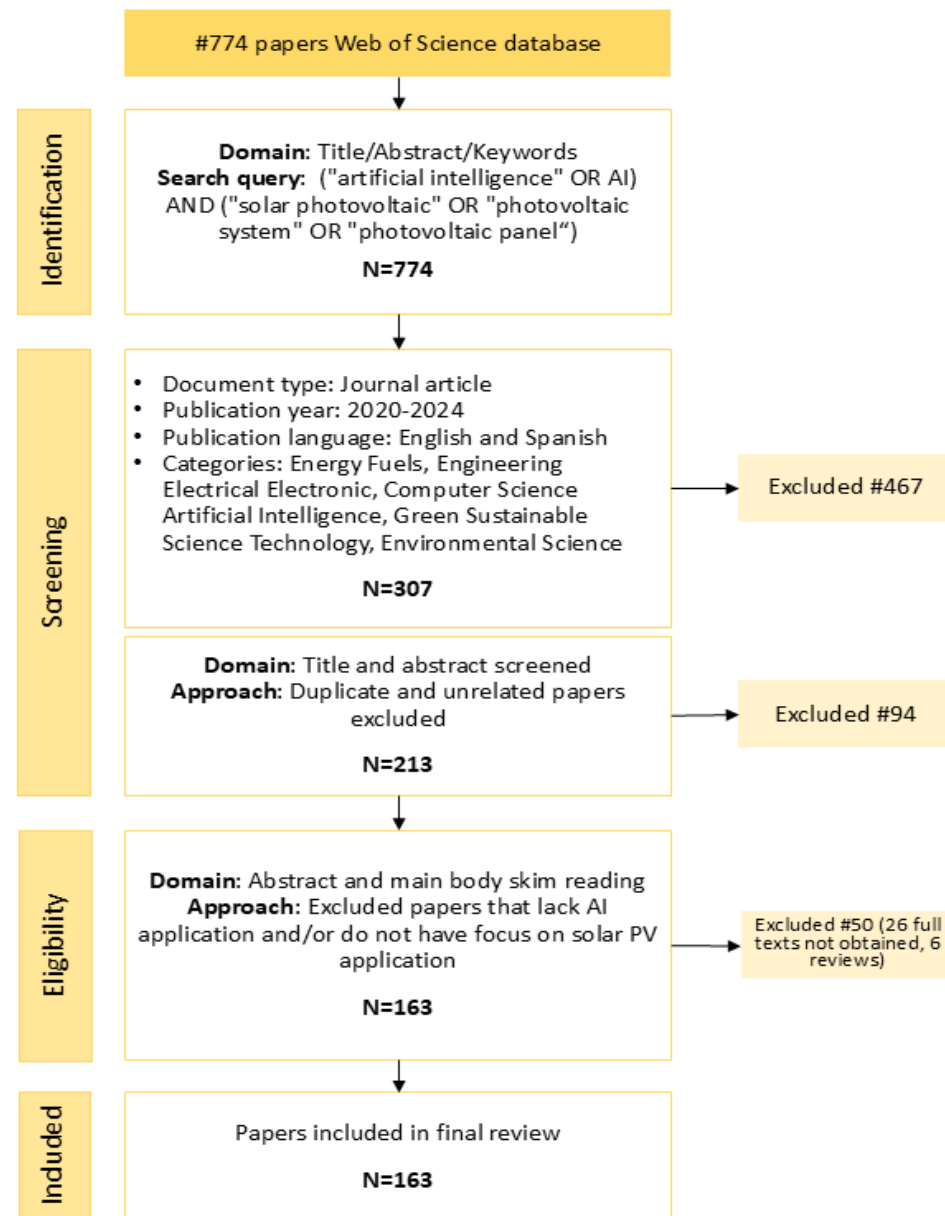 #774 papers Web of Science database
Identification
Domain: Title/Abstract/Keywords
Search query: ("artificial intelligence" OR AI)
AND ("solar photovoltaic" OR "photovoltaic
system" OR "photovoltaic panel“)
N=774
Screening
• Document type: Journal article
• Publication year: 2020-2024
• Publication language: English and Spanish
• Categories: Energy Fuels, Engineering
Electrical Electronic, Computer Science
Artificial Intelligence, Green Sustainable
Science Technology, Environmental Science
N=307
Excluded #467
Domain: Title and abstract screened
Approach: Duplicate and unrelated papers
excluded
N=213
Excluded #94
Eligibility
Domain: Abstract and main body skim reading
Approach: Excluded papers that lack AI
application and/or do not have focus on solar PV
application
N=163
Excluded #50 (26 full
texts not obtained, 6
reviews)
Included
Papers included in final review
N=163